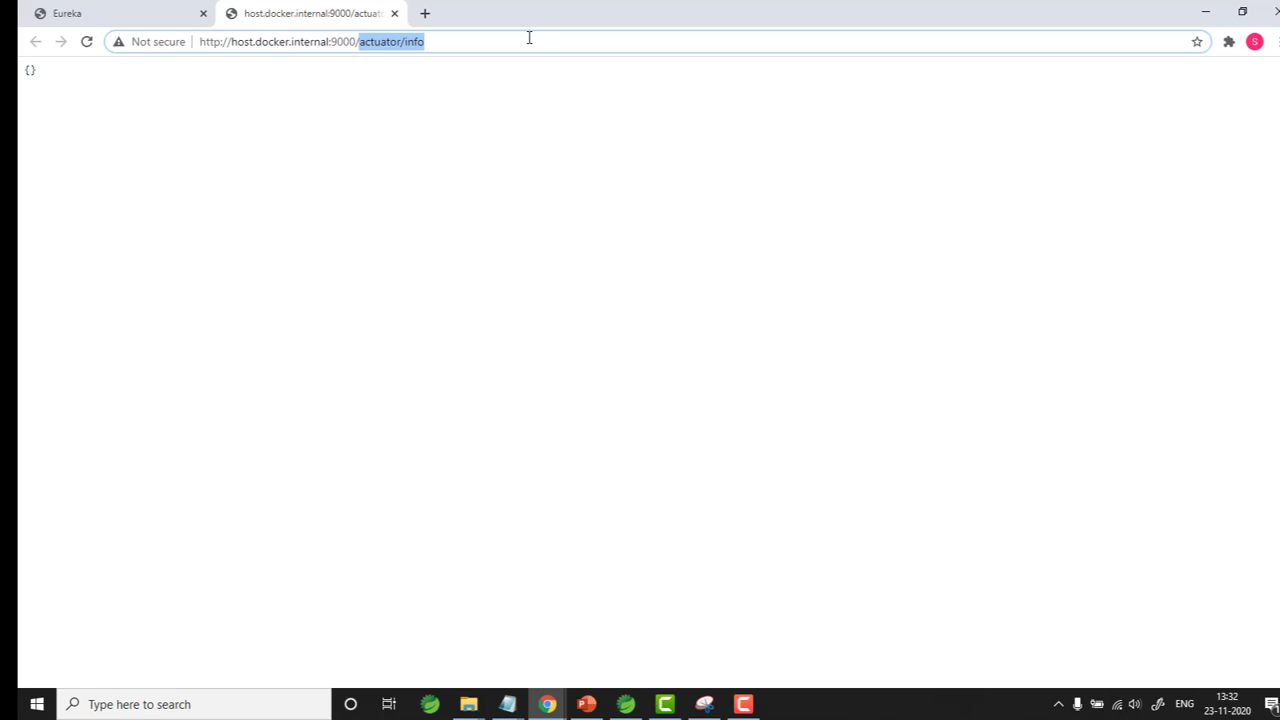 Eureka
host.docker.internal:9000/actuat
Not secure
http://host.docker.internal:9000/actuator/info
{}
S
Type here to search
ENG
13:32
23-11-2020